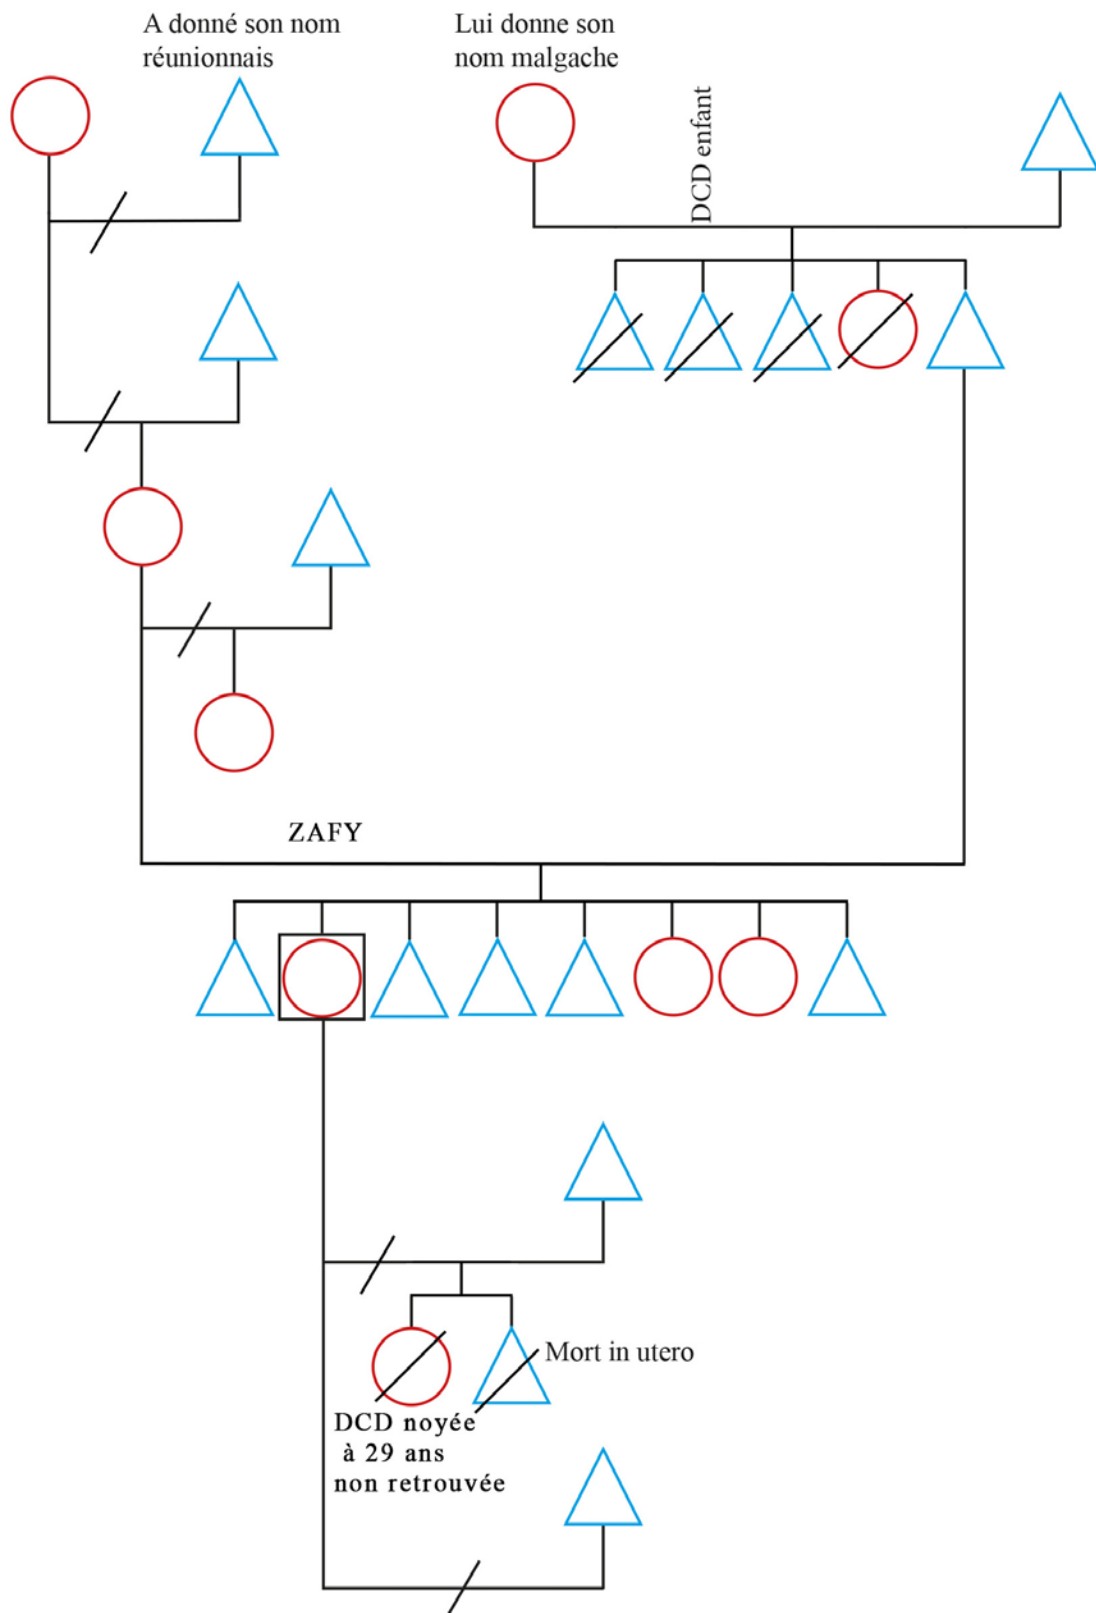 A donné son nom
réunionnais
Lui donne son
nom malgache
DCD enfant
ZAFY
Mort in utero
DCD noyée
à 29 ans
non retrouvée